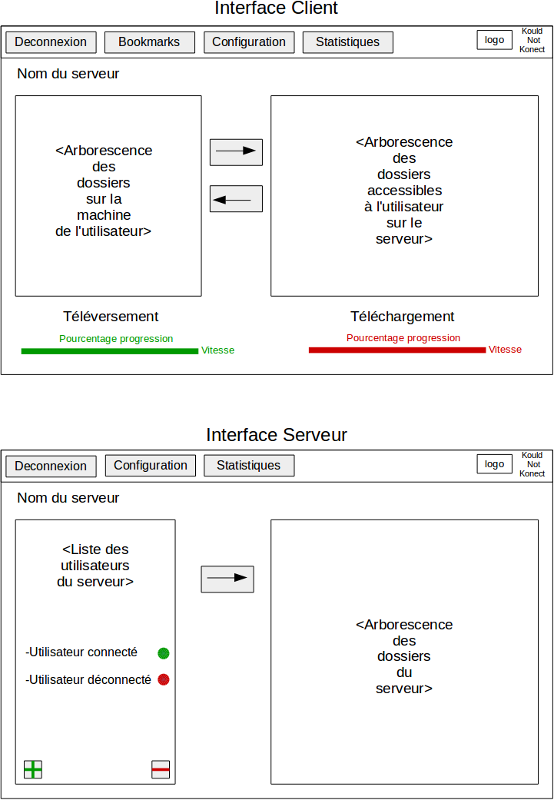 Interface Client
Deconnexion
Bookmarks
Configuration
Statistiques
logo
Kould
Not
Konect
Nom du serveur
<Arborescence
des
dossiers
sur la
machine
de l'utilisateur>
<Arborescence
des
dossiers
accessibles
à l'utilisateur
sur le
serveur>
Téléversement
Pourcentage progression
Vitesse
Téléchargement
Pourcentage progression
Vitesse
Interface Serveur
Deconnexion
Configuration
Statistiques
logo
Kould
Not
Konect
Nom du serveur
<Liste des
utilisateurs
du serveur>
-Utilisateur connecté
-Utilisateur déconnecté
<Arborescence
des
dossiers
du
serveur>